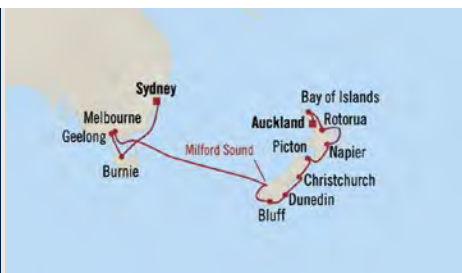 Sydney
Bay of Islands
Melbourne
Auckland
Rotorua
Geelong
Picton
Napier
Milford Sound
Burnie
Christchurch
Dunedin
Bluff